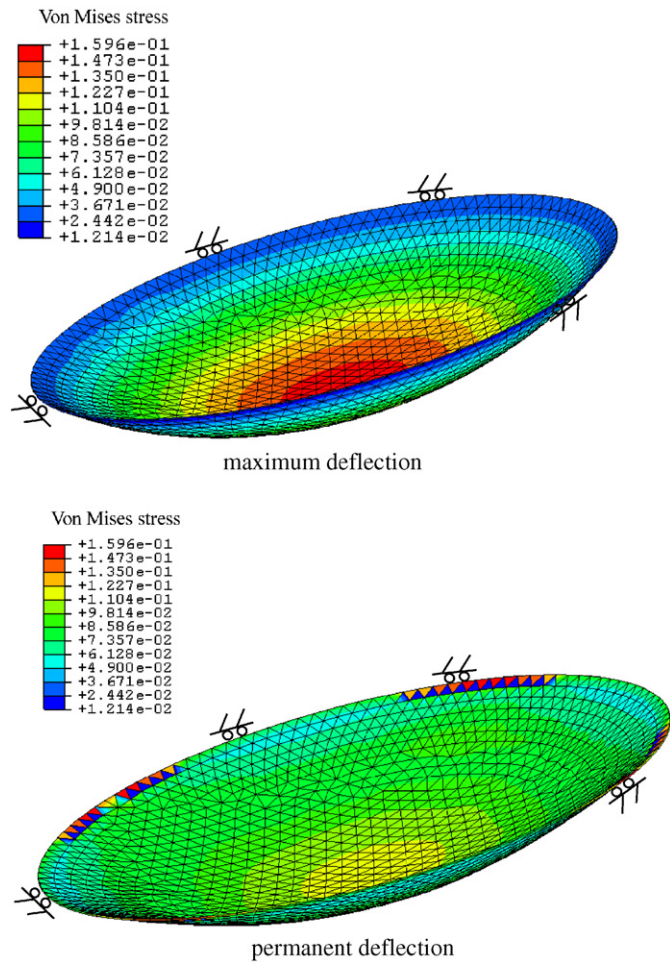 Von Mises stress
+1.596e-01
+1.473e-01
+1.350e-01
+1.227e-01
+1.104e-01
+9.814e-02
+8.586e-02
+7.357e-02
+6.128e-02
+4.900e-02
+3.671e-02
+2.442e-02
+1.214e-02
maximum deflection
Von Mises stress
+1.596e-01
+1.473e-01
+1.350e-01
+1.227e-01
+1.104e-01
+9.814e-02
+8.586e-02
+7.357e-02
+6.128e-02
+4.900e-02
+3.671e-02
+2.442e-02
+1.214e-02
permanent deflection